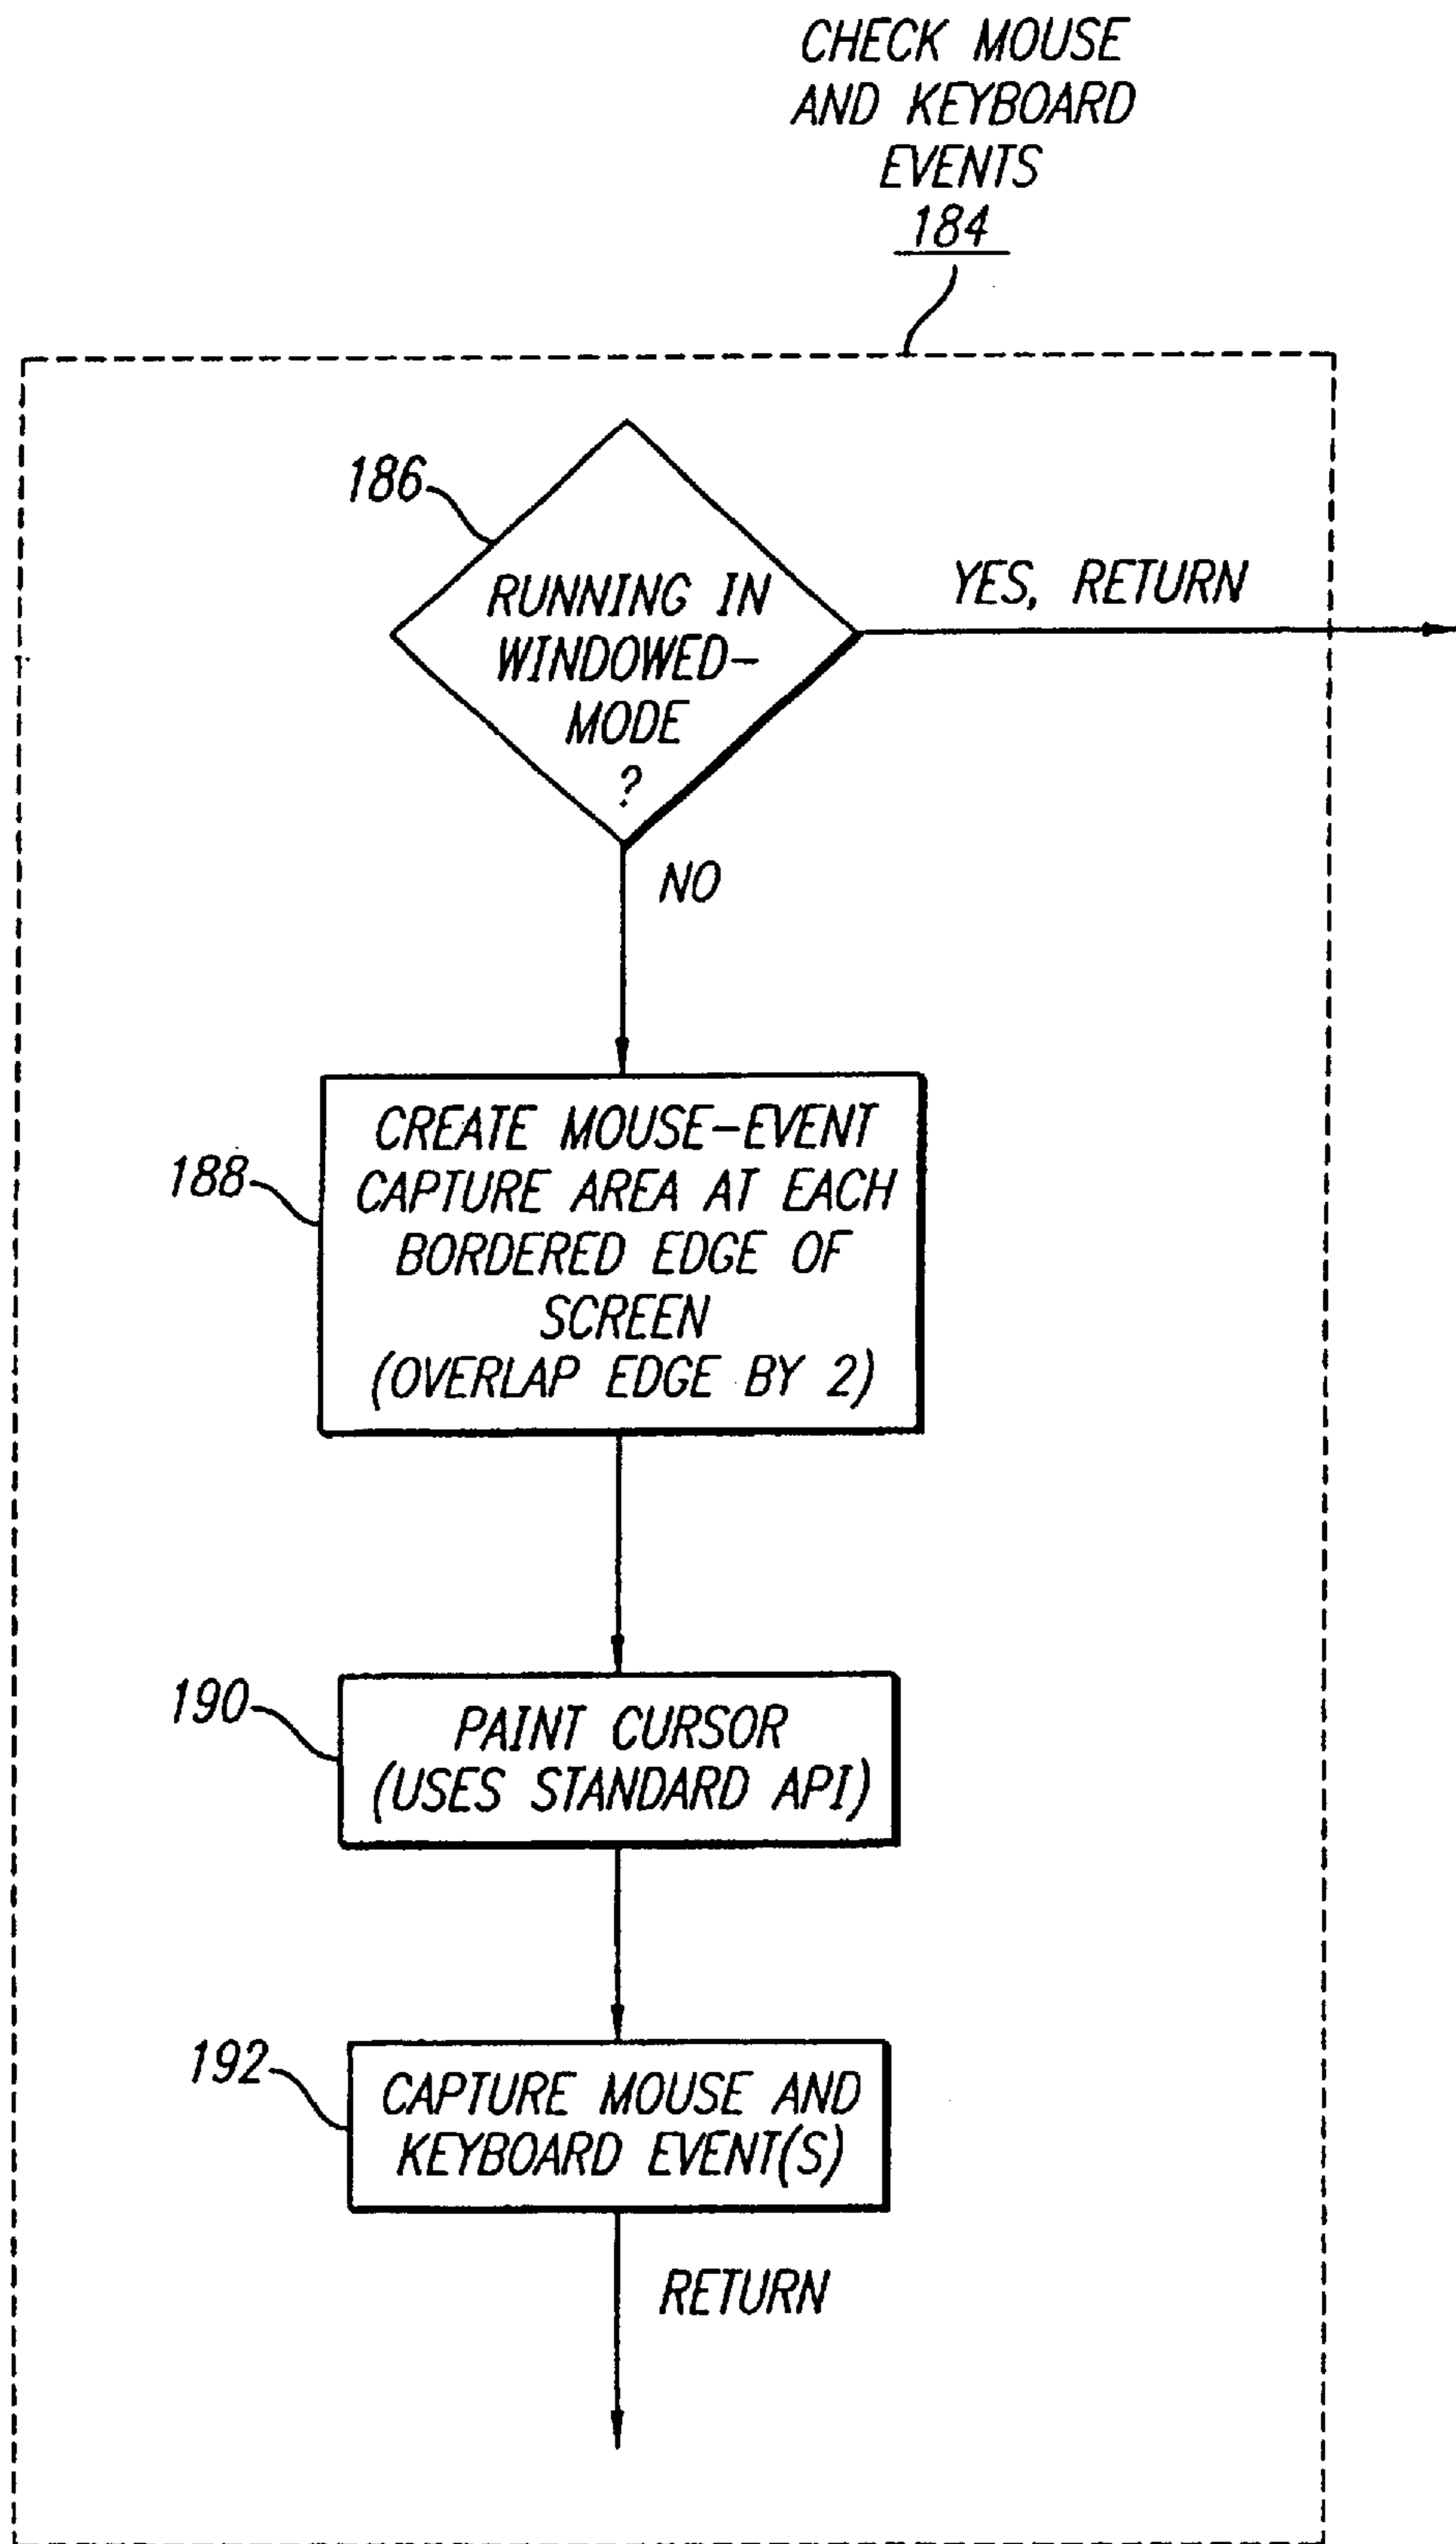 CHECK MOUSE
AND KEYBOARD
EVENTS
184
186
RUNNING IN
WINDOWED-
MODE
?
YES, RETURN
NO
188
CREATE MOUSE-EVENT
CAPTURE AREA AT EACH
BORDERED EDGE OF
SCREEN
(OVERLAP EDGE BY 2)
190
PAINT CURSOR
(USES STANDARD API)
192
CAPTURE MOUSE AND
KEYBOARD EVENT(S)
RETURN